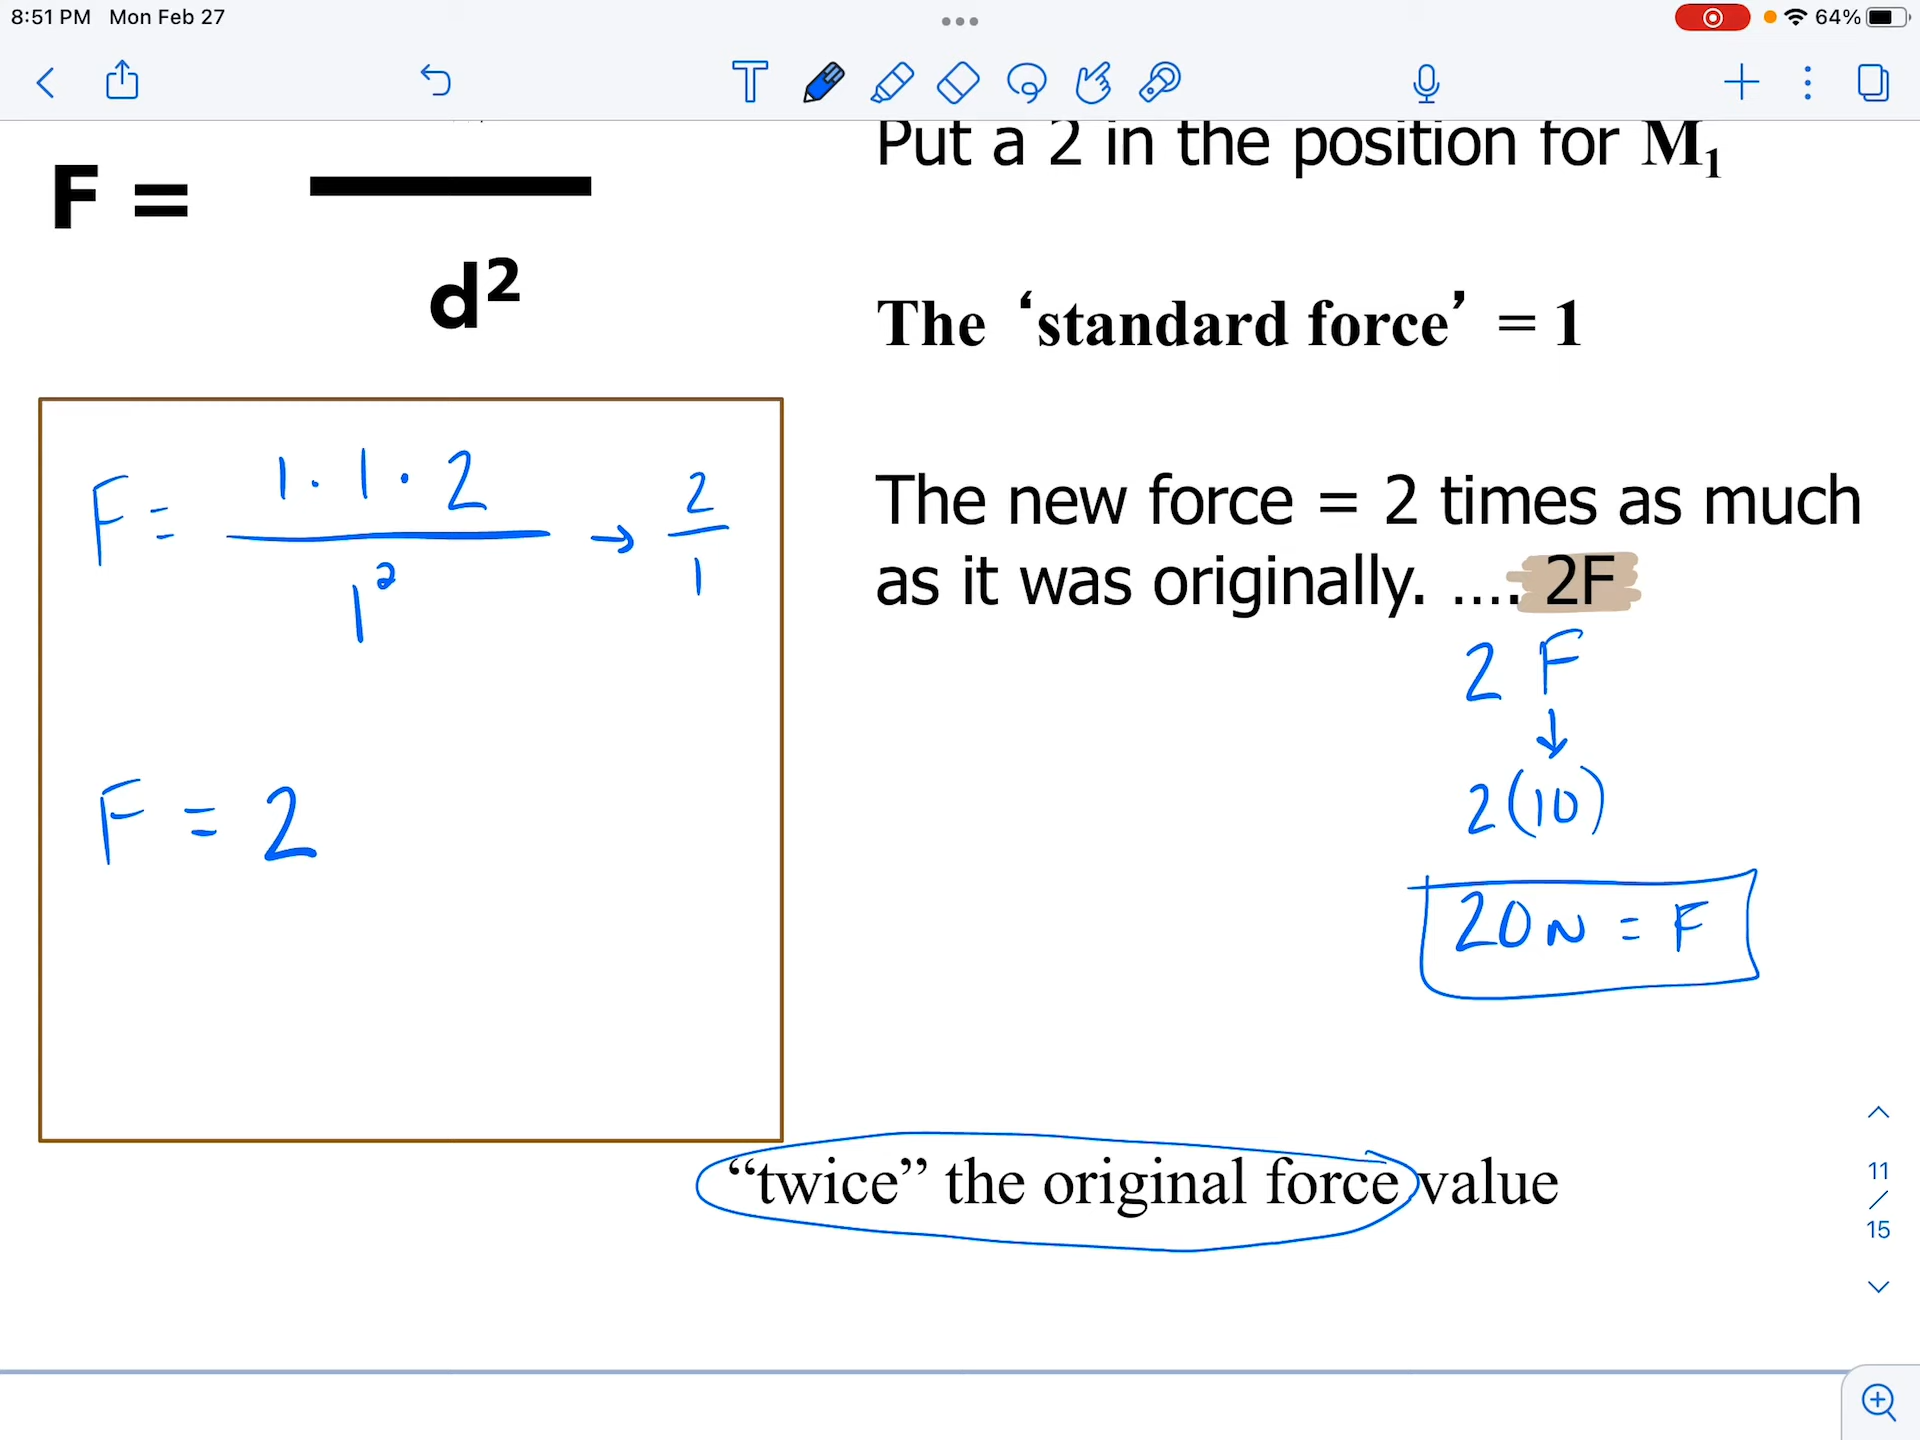 8:51 PM Mon Feb 27
64%
Put a 2 in the position for M₁
F =
d²
The ‘standard force’ = 1
F = 1 · 1 · 2 / 1² → 2/1
The new force = 2 times as much
as it was originally. .... 2F
2 F
↓
2(10)
F = 2
20N = F
“twice” the original force value
11
/
15